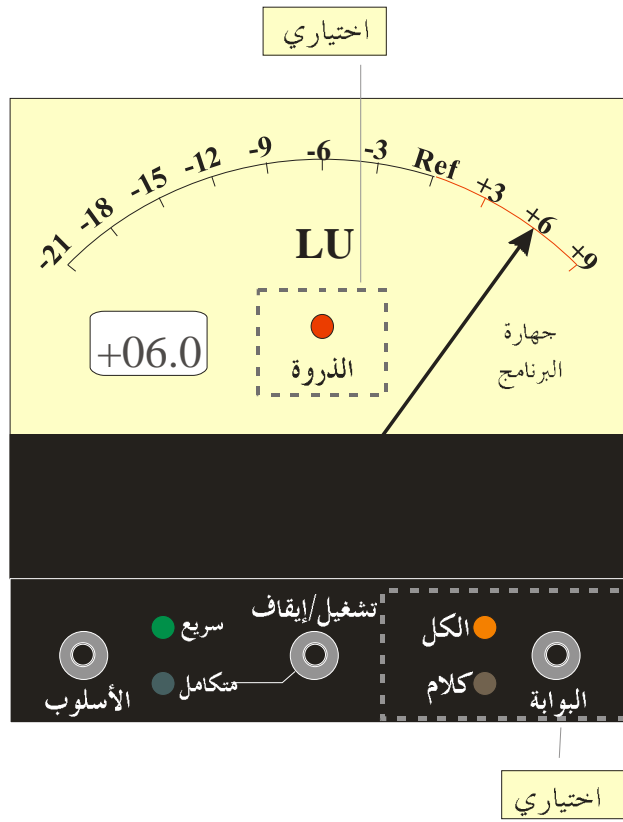 اختياري
-21 -18 -15 -12 -9 -6 -3 Ref +3 +6 +9
LU
+06.0
الذروة
جهارة
البرنامج
تشغيل/إيقاف
سريع
متكامل
الأسلوب
الكل
كلام
البوابة
اختياري